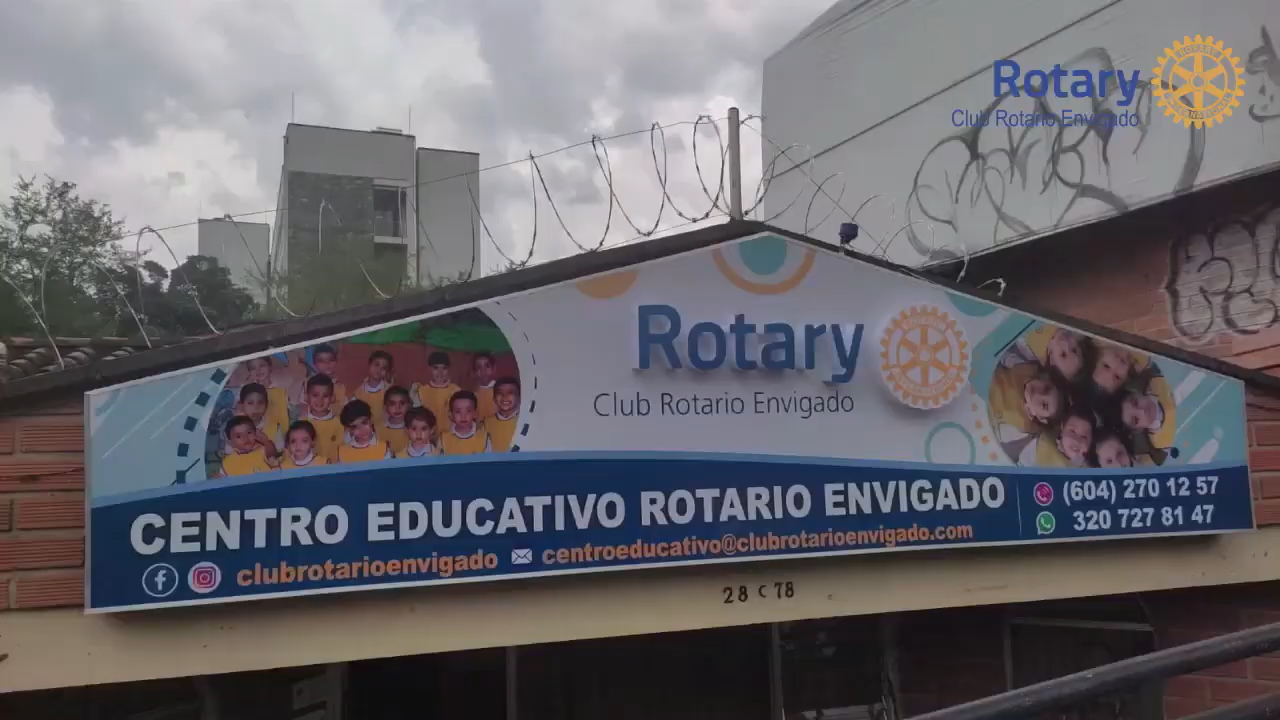 Rotary
Club Rotario Envigado
Rotary
Club Rotario Envigado
CENTRO EDUCATIVO ROTARIO ENVIGADO
(604) 270 12 57
320 727 81 47
clubrotarioenvigado centroeducativo@clubrotarioenvigado.com
28 C 78